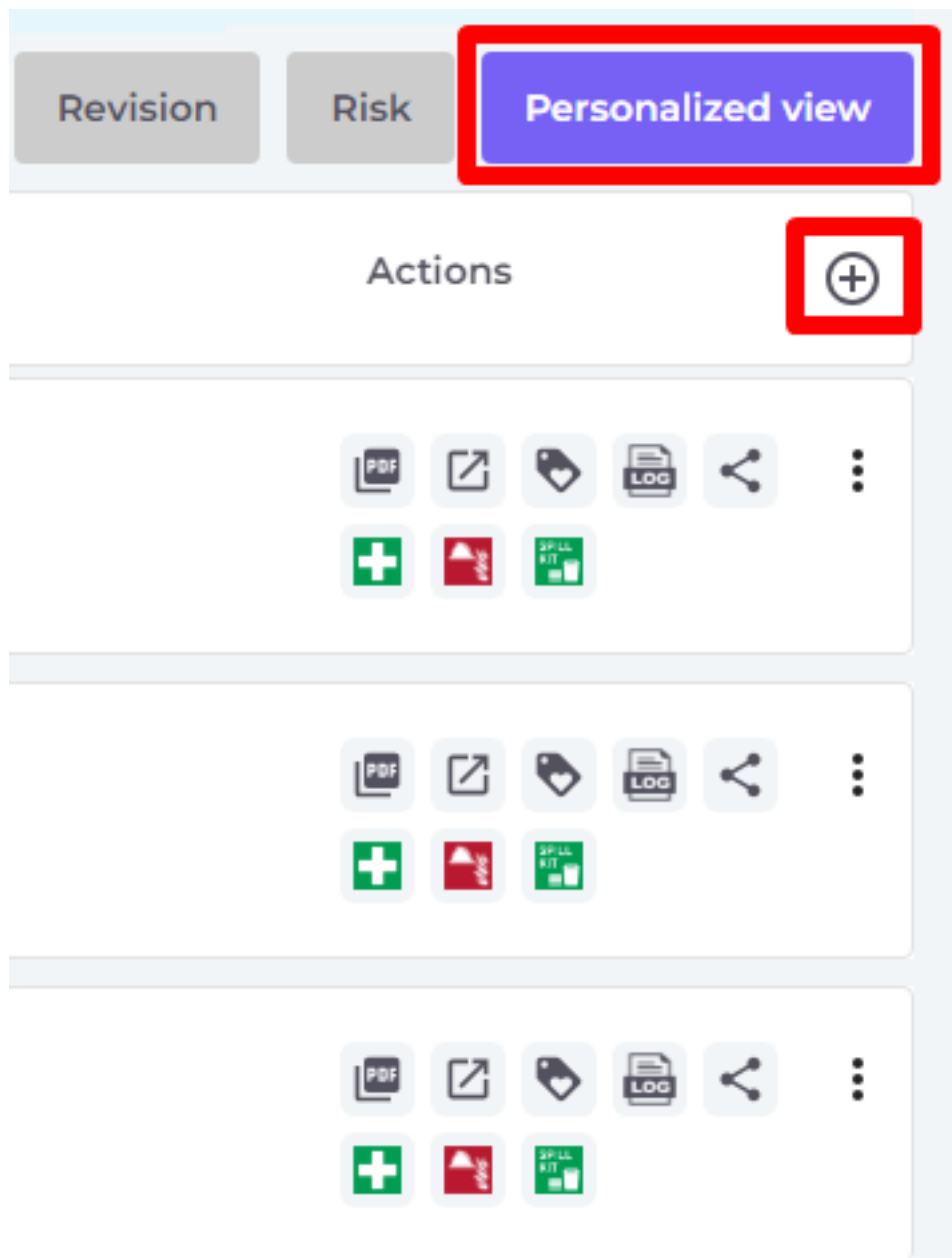 Revision Risk Personalized view
Actions
PDF LOG
SPILL
KIT
PDF LOG
SPILL
KIT
PDF LOG
SPILL
KIT